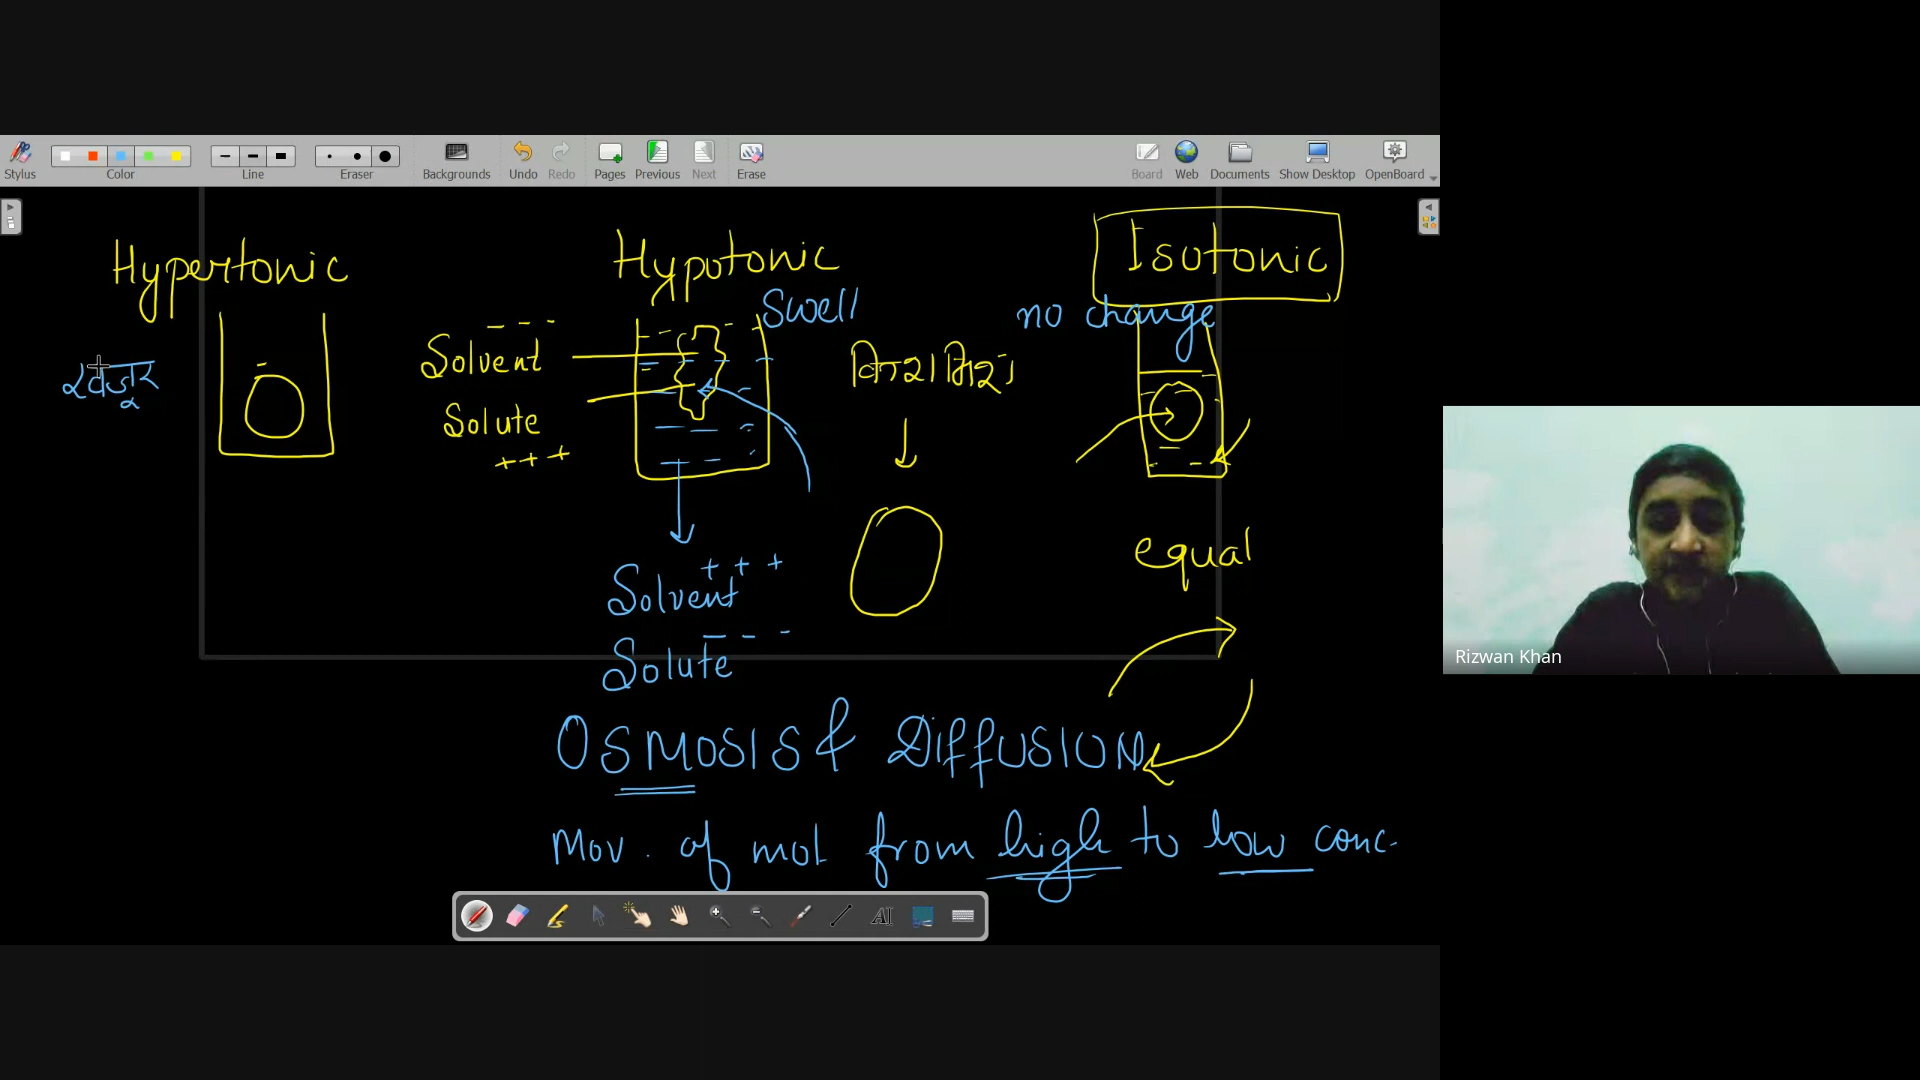 Stylus Color Line Eraser Backgrounds Undo Redo Pages Previous Next Erase Board Web Documents Show Desktop OpenBoard
Hypertonic
Hypotonic
Isotonic
Swell
no change
Solvent - - -
Solute
+ + +
equal
+ + +
Solvent
- - -
Solute
OSMOSIS & DIFFUSION
Mov. of mol from high to low conc.
Rizwan Khan